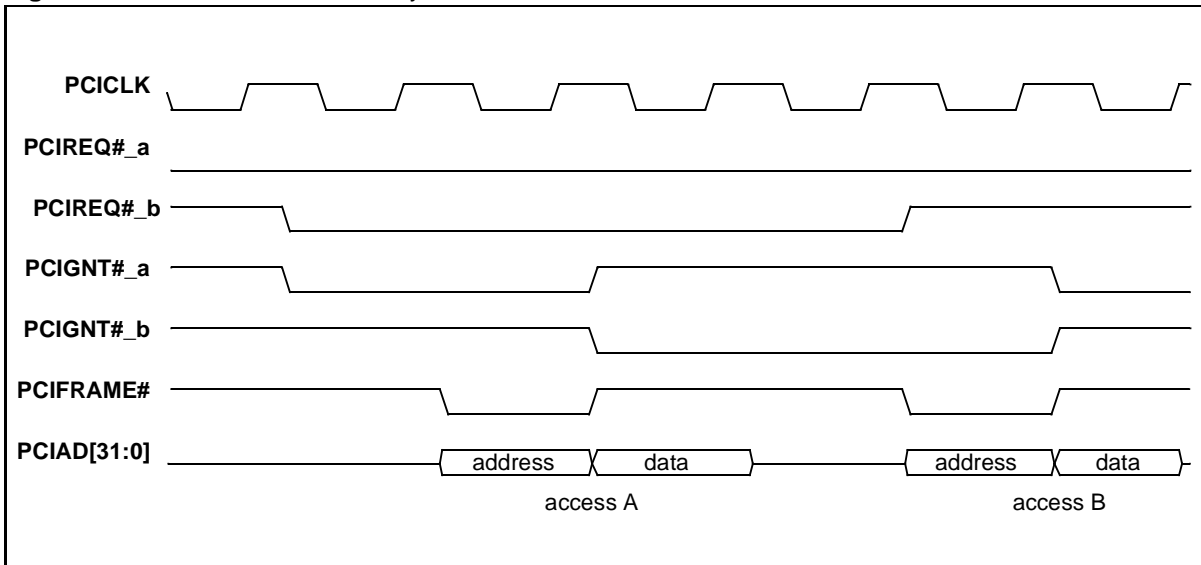 PCICLK
PCIREQ#_a
PCIREQ#_b
PCIGNT#_a
PCIGNT#_b
PCIFRAME#
PCIAD[31:0]
address data address data
access A access B